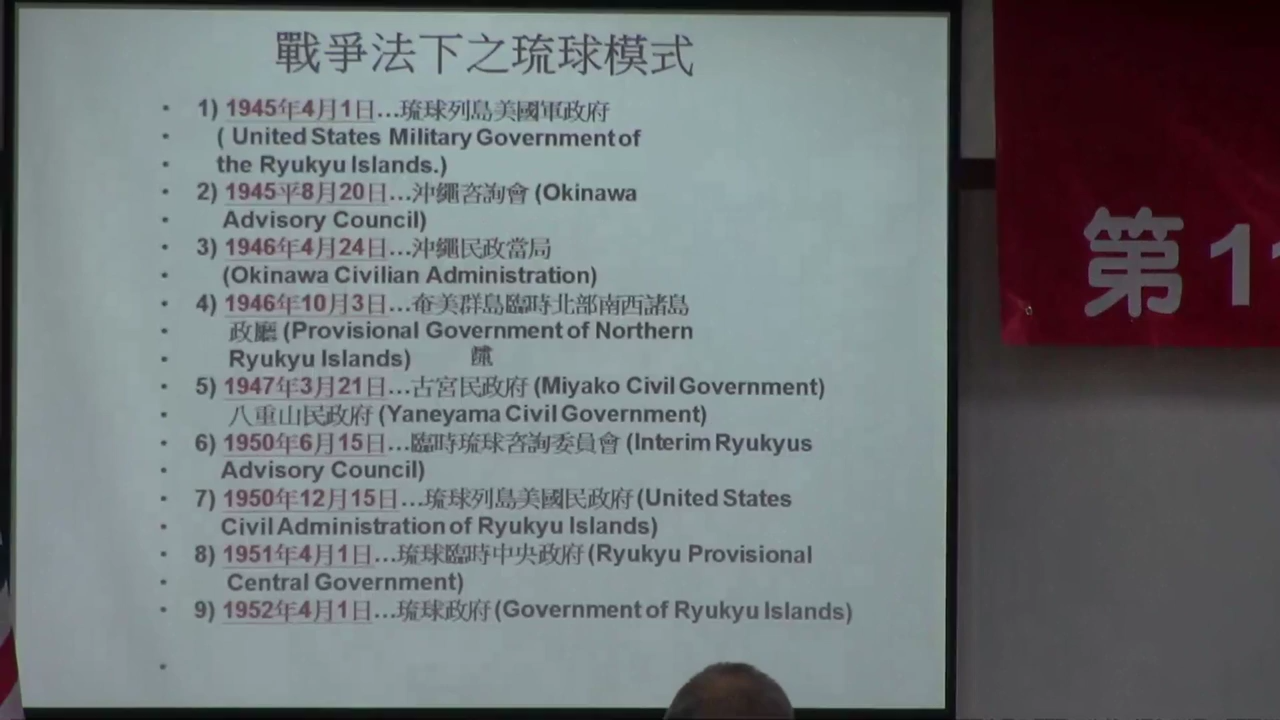 戰爭法下之琉球模式
• 1) 1945年4月1日...琉球列島美國軍政府
• ( United States Military Government of
• the Ryukyu Islands.)
• 2) 1945平8月20日...沖繩咨詢會 (Okinawa
• Advisory Council)
• 3) 1946年4月24日...沖繩民政當局
• (Okinawa Civilian Administration)
• 4) 1946年10月3日...奄美群島臨時北部南西諸島
• 政廳 (Provisional Government of Northern
• Ryukyu Islands)
• 5) 1947年3月21日...古宮民政府 (Miyako Civil Government)
• 八重山民政府 (Yaneyama Civil Government)
• 6) 1950年6月15日...臨時琉球咨詢委員會 (Interim Ryukyus
• Advisory Council)
• 7) 1950年12月15日...琉球列島美國民政府 (United States
• Civil Administration of Ryukyu Islands)
• 8) 1951年4月1日...琉球臨時中央政府 (Ryukyu Provisional
• Central Government)
• 9) 1952年4月1日...琉球政府 (Government of Ryukyu Islands)
•
第